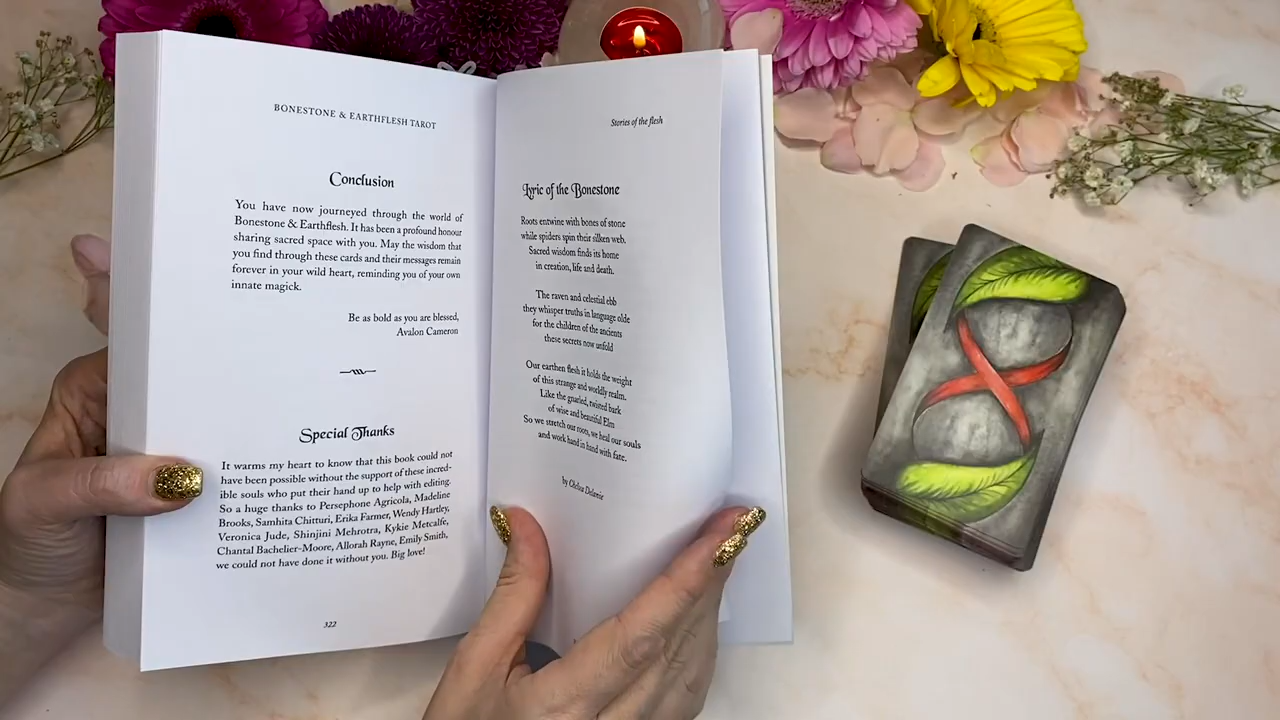 BONESTONE & EARTHFLESH TAROT
Conclusion
You have now journeyed through the world of
Bonestone & Earthflesh. It has been a profound honour
sharing sacred space with you. May the wisdom that
you find through these cards and their messages remain
forever in your wild heart, reminding you of your own
innate magick.
Be as bold as you are blessed,
Avalon Cameron
Special Thanks
It warms my heart to know that this book could not
have been possible without the support of these incred-
ible souls who put their hand up to help with editing.
So a huge thanks to Persephone Agricola, Madeline
Brooks, Samhita Chitturi, Erika Farmer, Wendy Hartley,
Veronica Jude, Shinjini Mehrotra, Kykie Metcalfe,
Chantal Bachelier-Moore, Allorah Rayne, Emily Smith,
we could not have done it without you. Big love!
322
Stories of the flesh
Lyric of the Bonestone
Roots entwine with bones of stone
while spiders spin their silken web.
Sacred wisdom finds its home
in creation, life and death.
The raven and celestial ebb
they whisper truths in language olde
for the children of the ancients
these secrets now unfold
Our earthen flesh it holds the weight
of this strange and worldly realm.
Like the gnarled, twisted bark
of wise and beautiful Elm
So we stretch our roots, we heal our souls
and work hand in hand with fate.
by Delanie